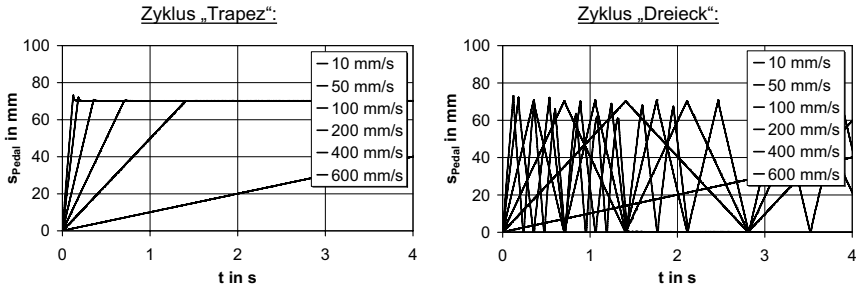 Zyklus „Trapez“:
100
80
60
40
20
0
0 1 2 3 4
s_Pedal in mm
t in s
10 mm/s
50 mm/s
100 mm/s
200 mm/s
400 mm/s
600 mm/s
Zyklus „Dreieck“:
100
80
60
40
20
0
0 1 2 3 4
s_Pedal in mm
t in s
10 mm/s
50 mm/s
100 mm/s
200 mm/s
400 mm/s
600 mm/s